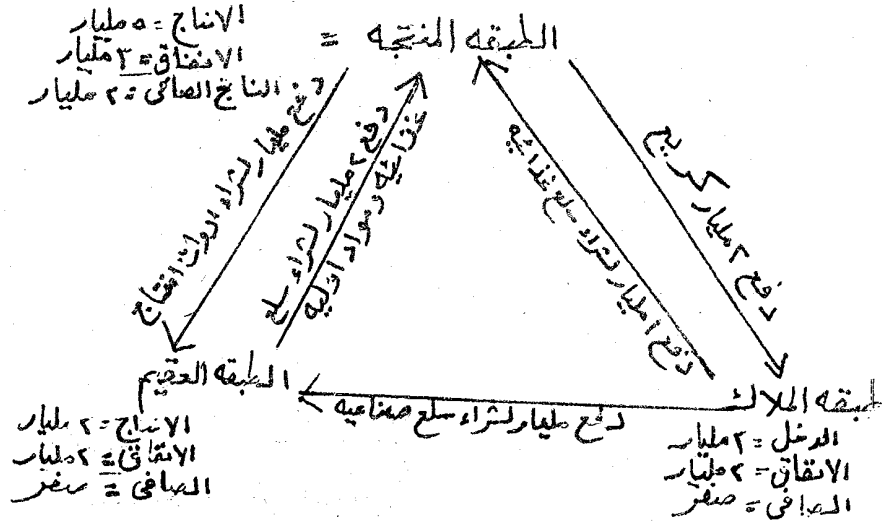 الانتاج = ٥ مليار
الانفاق = ٣ مليار
الناتج الصافى = ٢ مليار
الطبقه المنتجه =
دفع مليار لشراء ادوات انتاج
دفع ٢ مليار لشراء سلع
غذائيه ومواد اوليه
دفع ١ مليار لشراء سلع غذائيه
دفع ٢ مليار كريع
الطبقه العقيم
الانتاج = ٢ مليار
الانفاق = ٢ مليار
الصافى = صفر
دفع مليار لشراء سلع صناعيه
طبقه الملاك
الدخل = ٢ مليار
الانفاق = ٢ مليار
الصافى = صفر